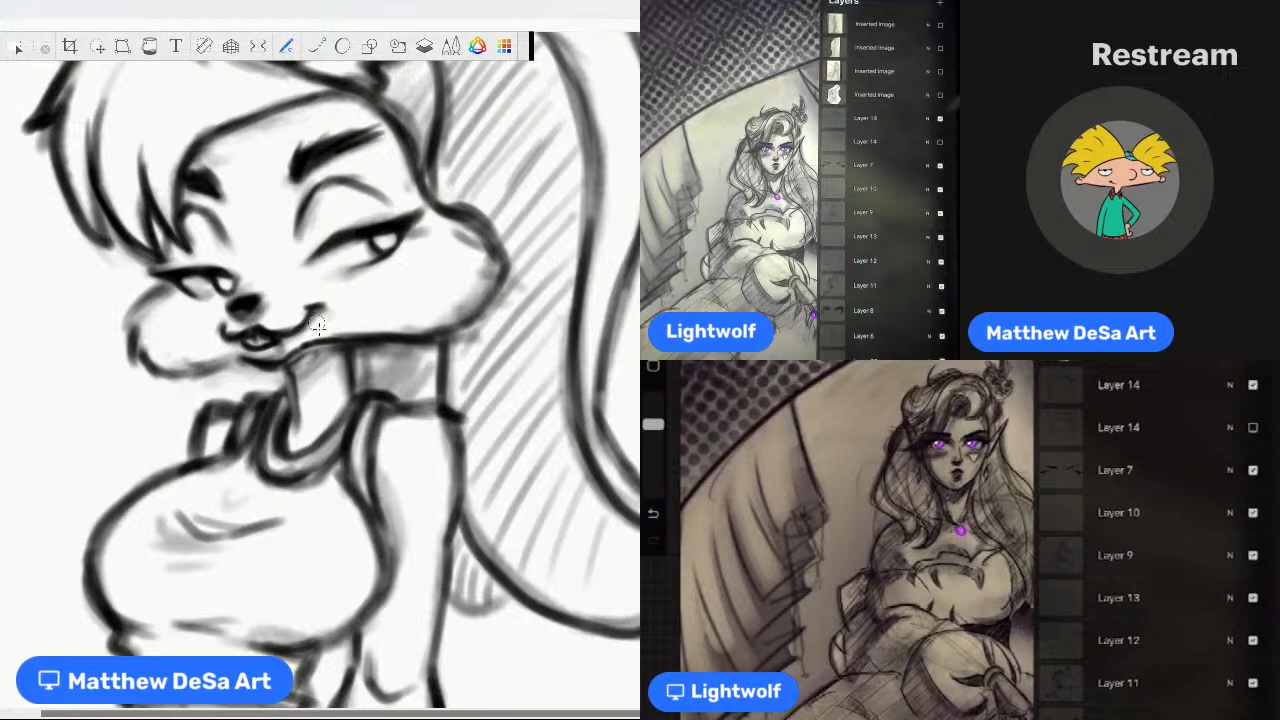 Layers
Inserted Image
Inserted Image
Inserted Image
Inserted Image
Layer 14 N
Layer 14 N
Layer 7 N
Layer 10 N
Layer 9 N
Layer 13 N
Layer 12 N
Layer 11 N
Layer 8 N
Layer 6 N
Lightwolf
Restream
Matthew DeSa Art
Matthew DeSa Art
Layer 14 N
Layer 14 N
Layer 7 N
Layer 10 N
Layer 9 N
Layer 13 N
Layer 12 N
Layer 11 N
Lightwolf